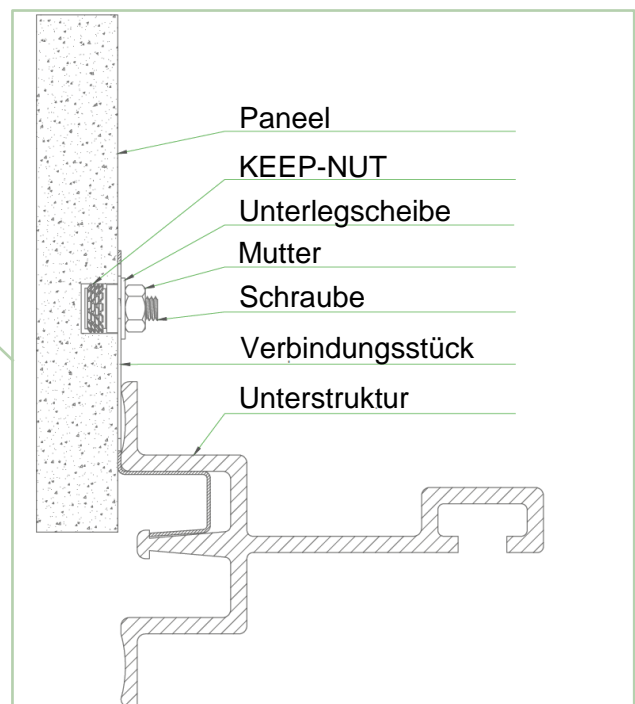 Paneel
KEEP-NUT
Unterlegscheibe
Mutter
Schraube
Verbindungsstück
Unterstruktur